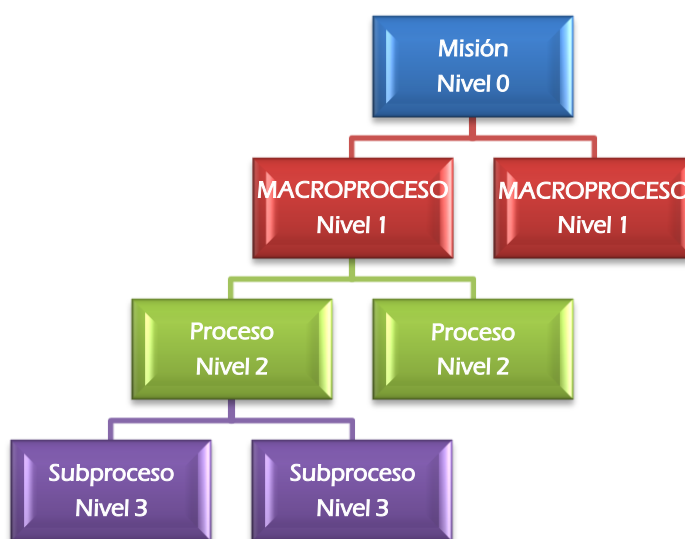 Misión
Nivel 0
MACROPROCESO
Nivel 1
MACROPROCESO
Nivel 1
Proceso
Nivel 2
Proceso
Nivel 2
Subproceso
Nivel 3
Subproceso
Nivel 3